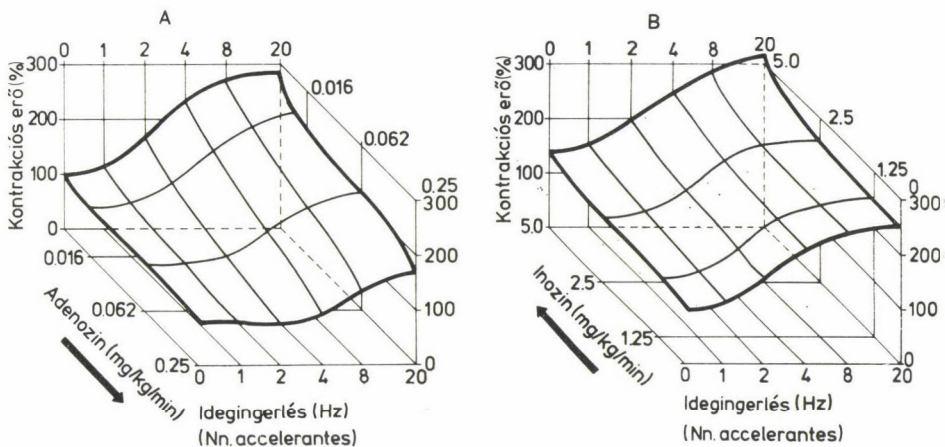 A
0 1 2 4 8 20
Kontrakciós erő (%)
300
200
100
0
0.016
0.062
0.25
0.016
0.062
0.25
300
200
100
0
Adenozin (mg/kg/min)
0 1 2 4 8 20
Idegingerlés (Hz)
(Nn. accelerantes)
B
0 1 2 4 8 20
Kontrakciós erő (%)
300
200
100
5.0
2.5
1.25
5.0
2.5
1.25
0
300
200
100
0
Inozin (mg/kg/min)
0 1 2 4 8 20
Idegingerlés (Hz)
(Nn. accelerantes)